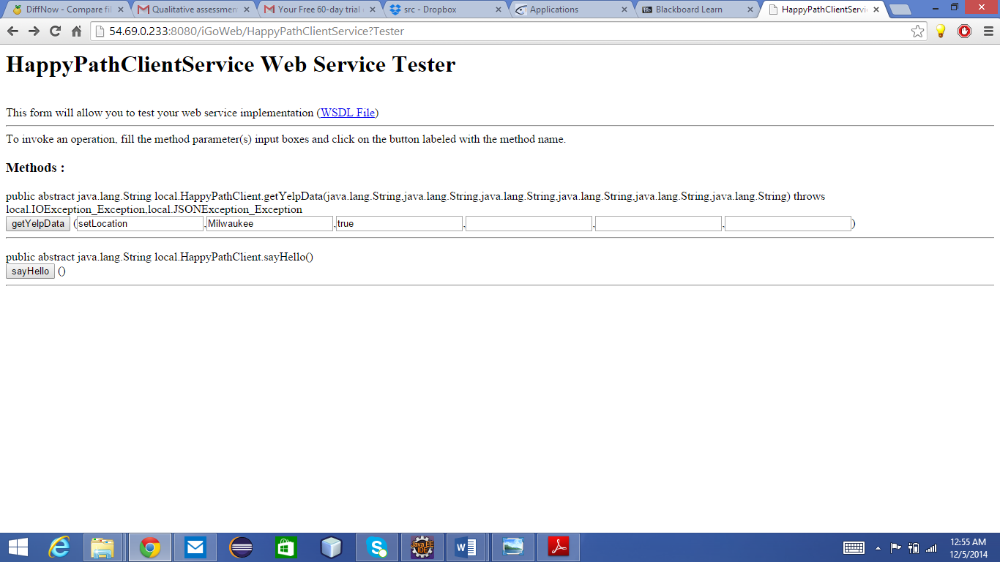 DiffNow - Compare fil
Qualitative assessmen
Your Free 60-day trial
src - Dropbox
Applications
Blackboard Learn
HappyPathClientServic
54.69.0.233:8080/iGoWeb/HappyPathClientService?Tester
HappyPathClientService Web Service Tester
This form will allow you to test your web service implementation (WSDL File)
To invoke an operation, fill the method parameter(s) input boxes and click on the button labeled with the method name.
Methods :
public abstract java.lang.String local.HappyPathClient.getYelpData(java.lang.String,java.lang.String,java.lang.String,java.lang.String,java.lang.String,java.lang.String) throws
local.IOException_Exception,local.JSONException_Exception
getYelpData (setLocation ,Milwaukee ,true , , , )
public abstract java.lang.String local.HappyPathClient.sayHello()
sayHello ()
Java EE
IDE
12:55 AM
12/5/2014